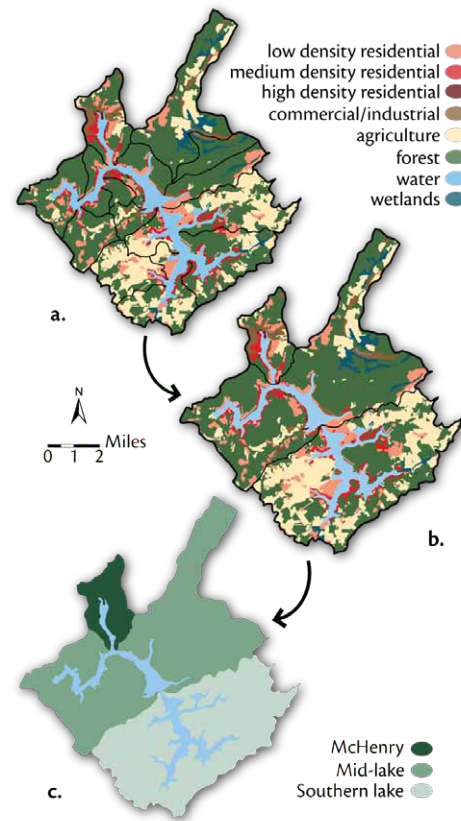 low density residential
medium density residential
high density residential
commercial/industrial
agriculture
forest
water
wetlands
a.
N
Miles
0 1 2
b.
McHenry
Mid-lake
Southern lake
c.